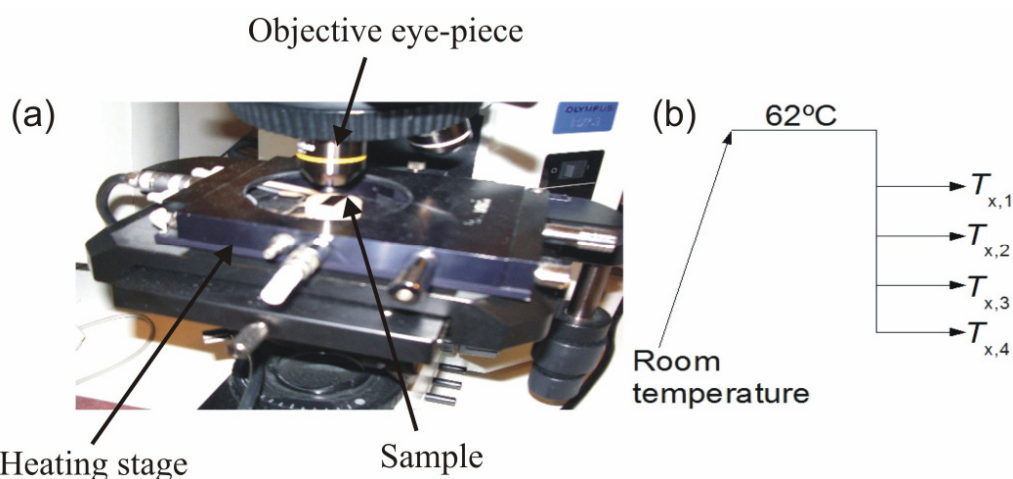 Objective eye-piece
(a)
OLYMPUS
(b)
62ºC
Tx,1
Tx,2
Tx,3
Tx,4
Room
temperature
Heating stage
Sample